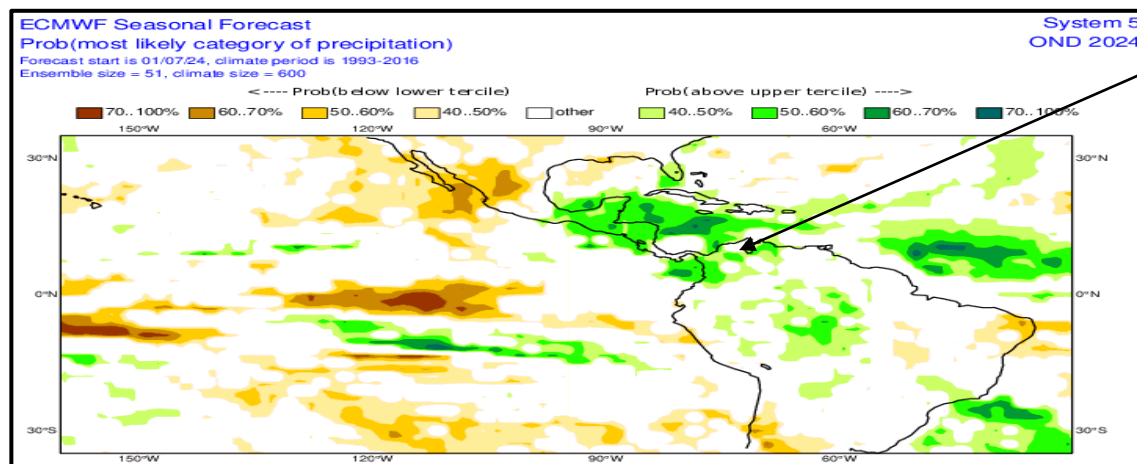 ECMWF Seasonal Forecast
System 5
Prob(most likely category of precipitation)
OND 2024
Forecast start is 01/07/24, climate period is 1993-2016
Ensemble size = 51, climate size = 600
<---- Prob(below lower tercile)
Prob(above upper tercile) ---->
70..100% 60..70% 50..60% 40..50% other 40..50% 50..60% 60..70% 70..100%
150°W 120°W 90°W 60°W
30°N 30°N
0°N 0°N
30°S 30°S
150°W 120°W 90°W 60°W